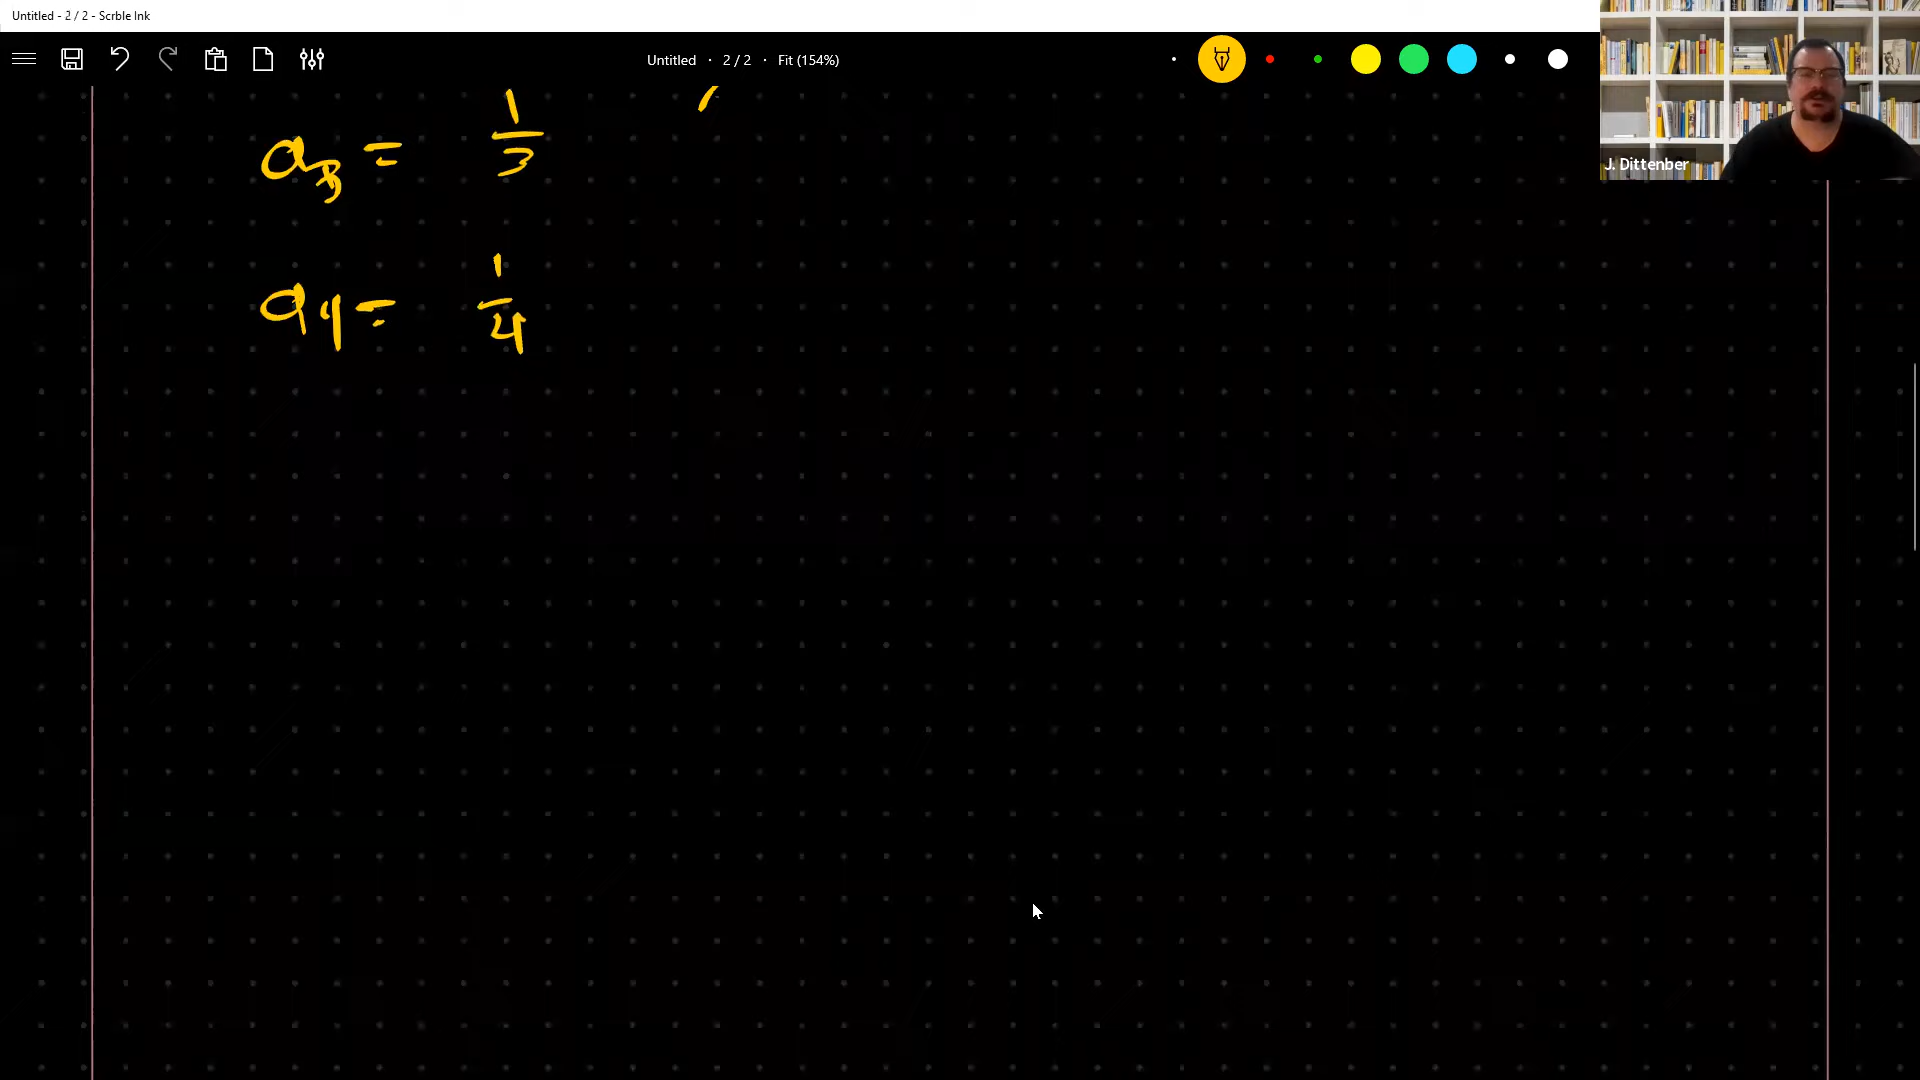 Untitled - 2 / 2 - Scrble Ink
Untitled · 2 / 2 · Fit (154%)
J. Dittenber
a₃ = 1/3
a₄ = 1/4